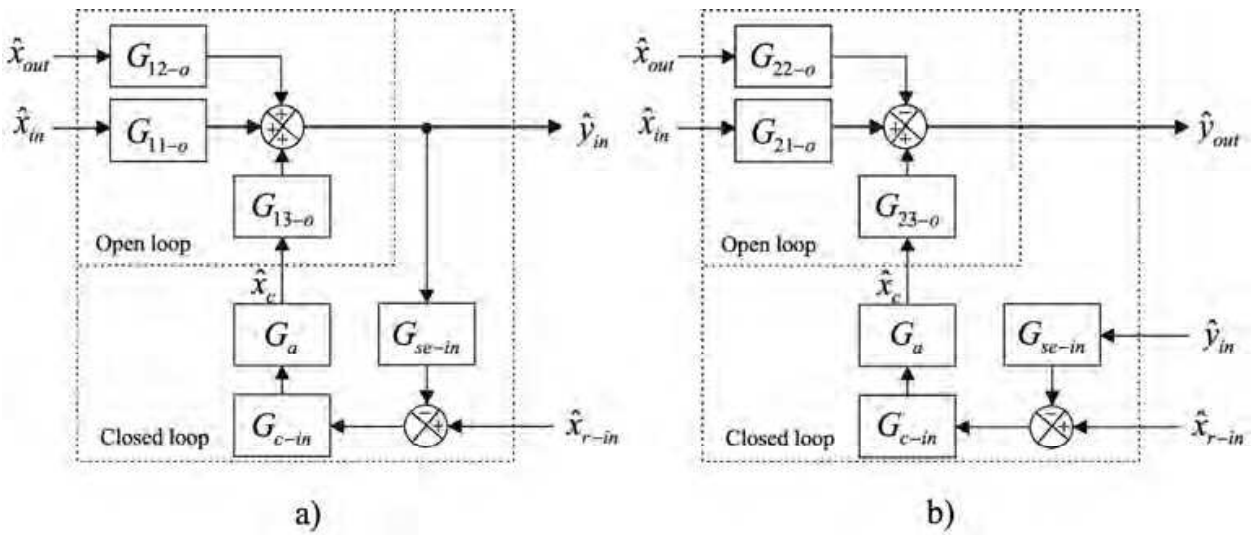 x̂_out
G_12-o
x̂_in
G_11-o
+
+
+
ŷ_in
G_13-o
Open loop
x̂_c
G_a
G_se-in
G_c-in
−
+
x̂_r-in
Closed loop
a)
x̂_out
G_22-o
x̂_in
G_21-o
−
+
+
ŷ_out
G_23-o
Open loop
x̂_c
G_a
G_se-in
ŷ_in
G_c-in
−
+
x̂_r-in
Closed loop
b)